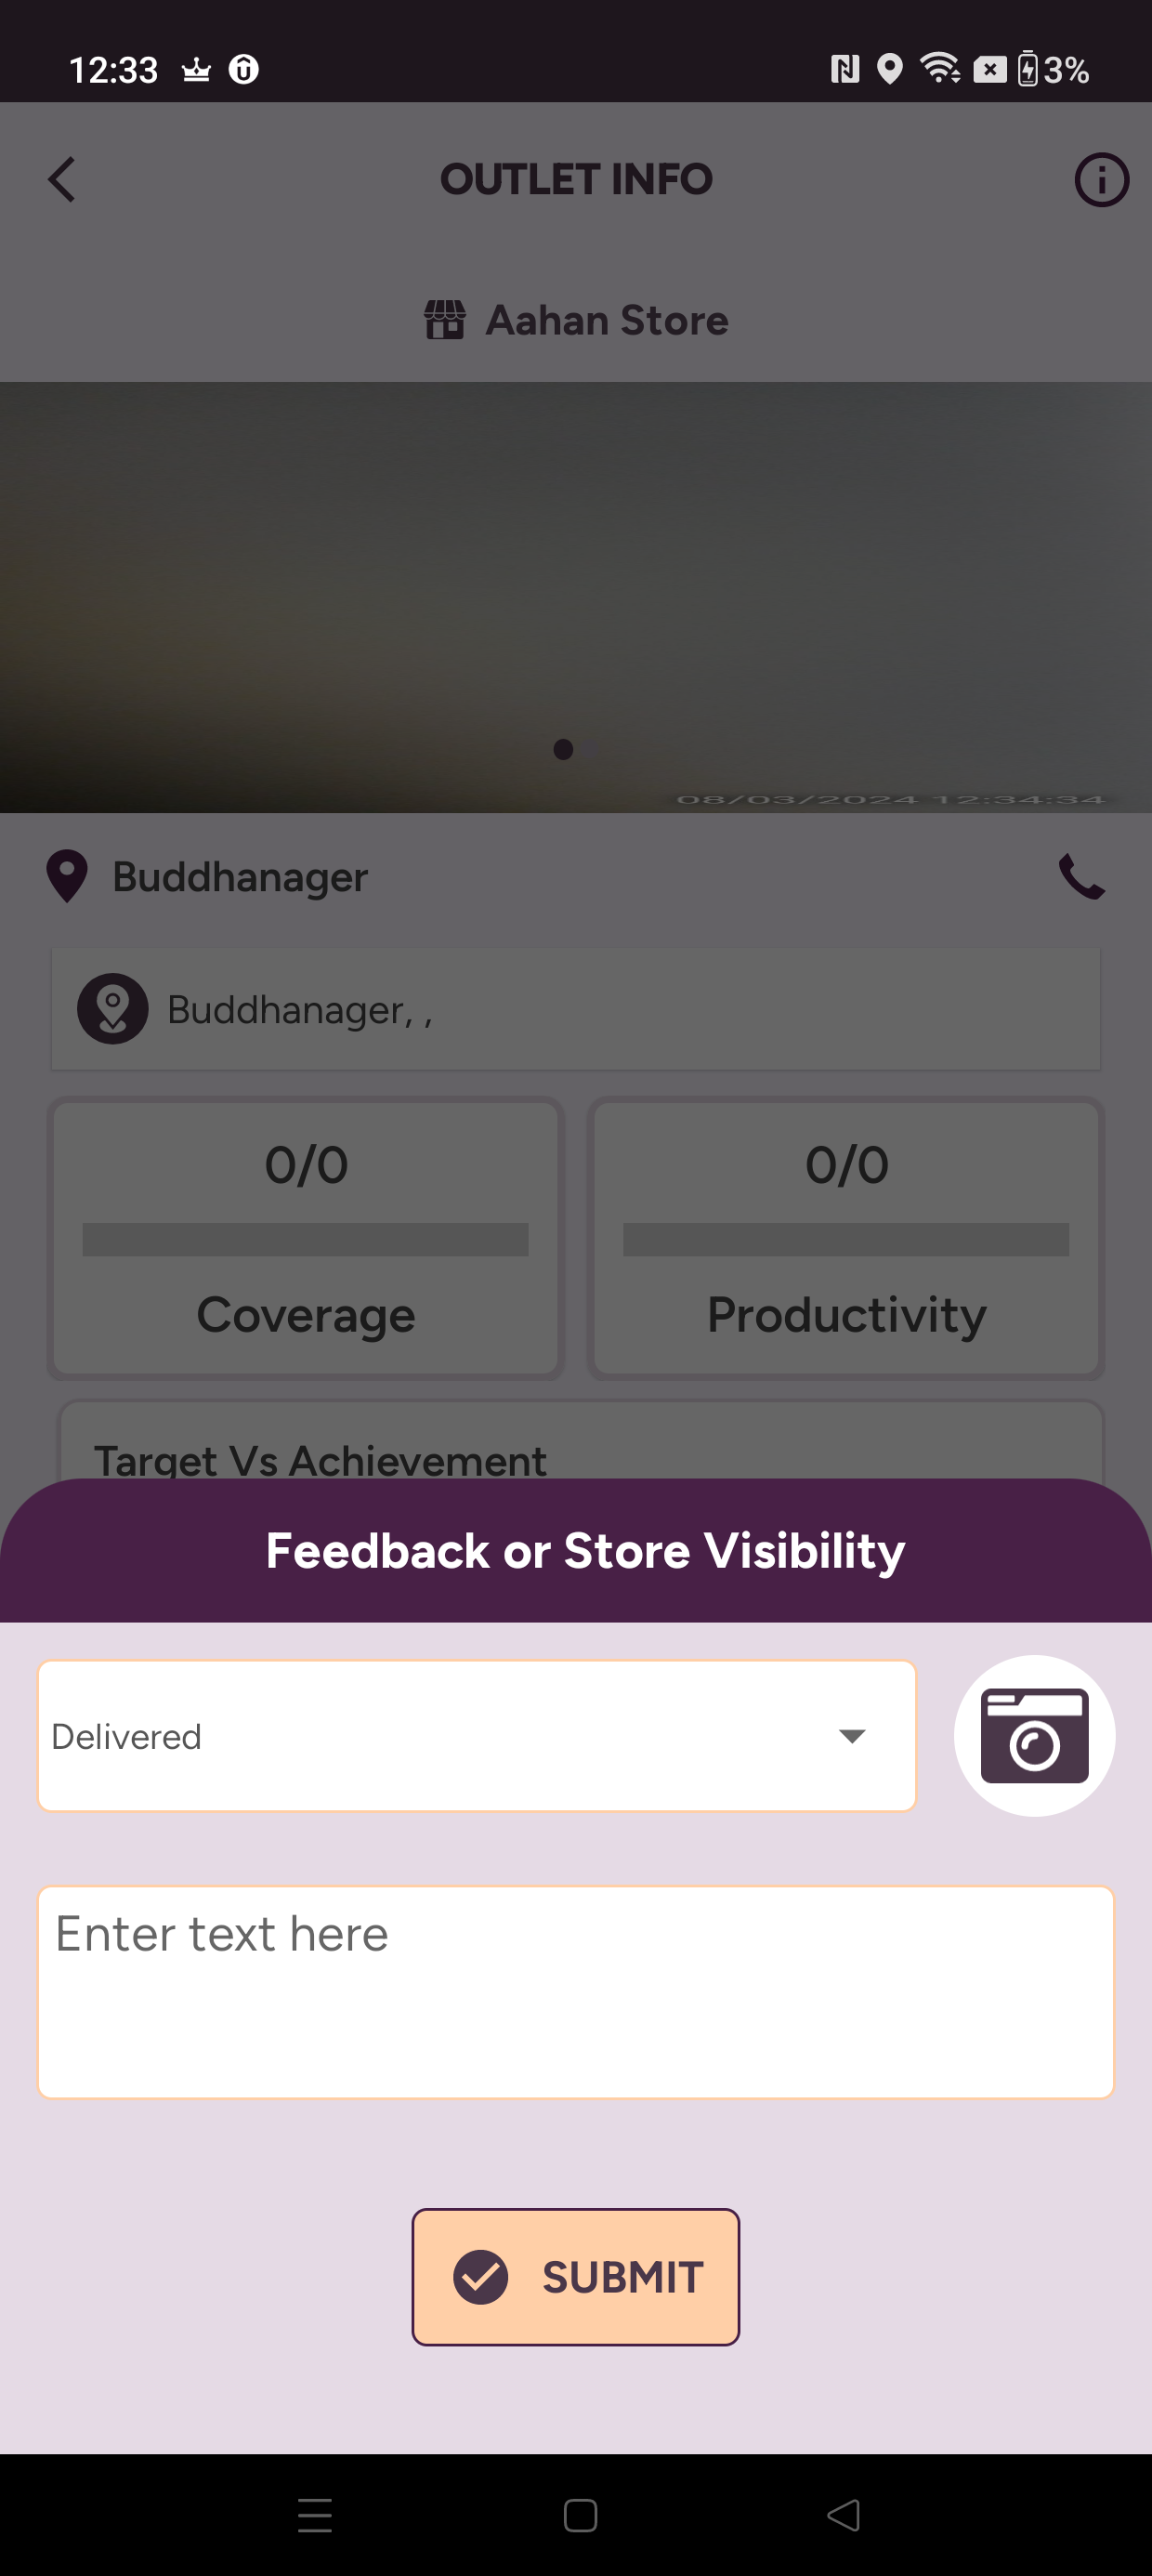 12:33 3%
OUTLET INFO
Aahan Store
08/03/2024 12:34:34
Buddhanager
Buddhanager, ,
0/0 0/0
Coverage Productivity
Target Vs Achievement
Feedback or Store Visibility
Delivered
Enter text here
SUBMIT